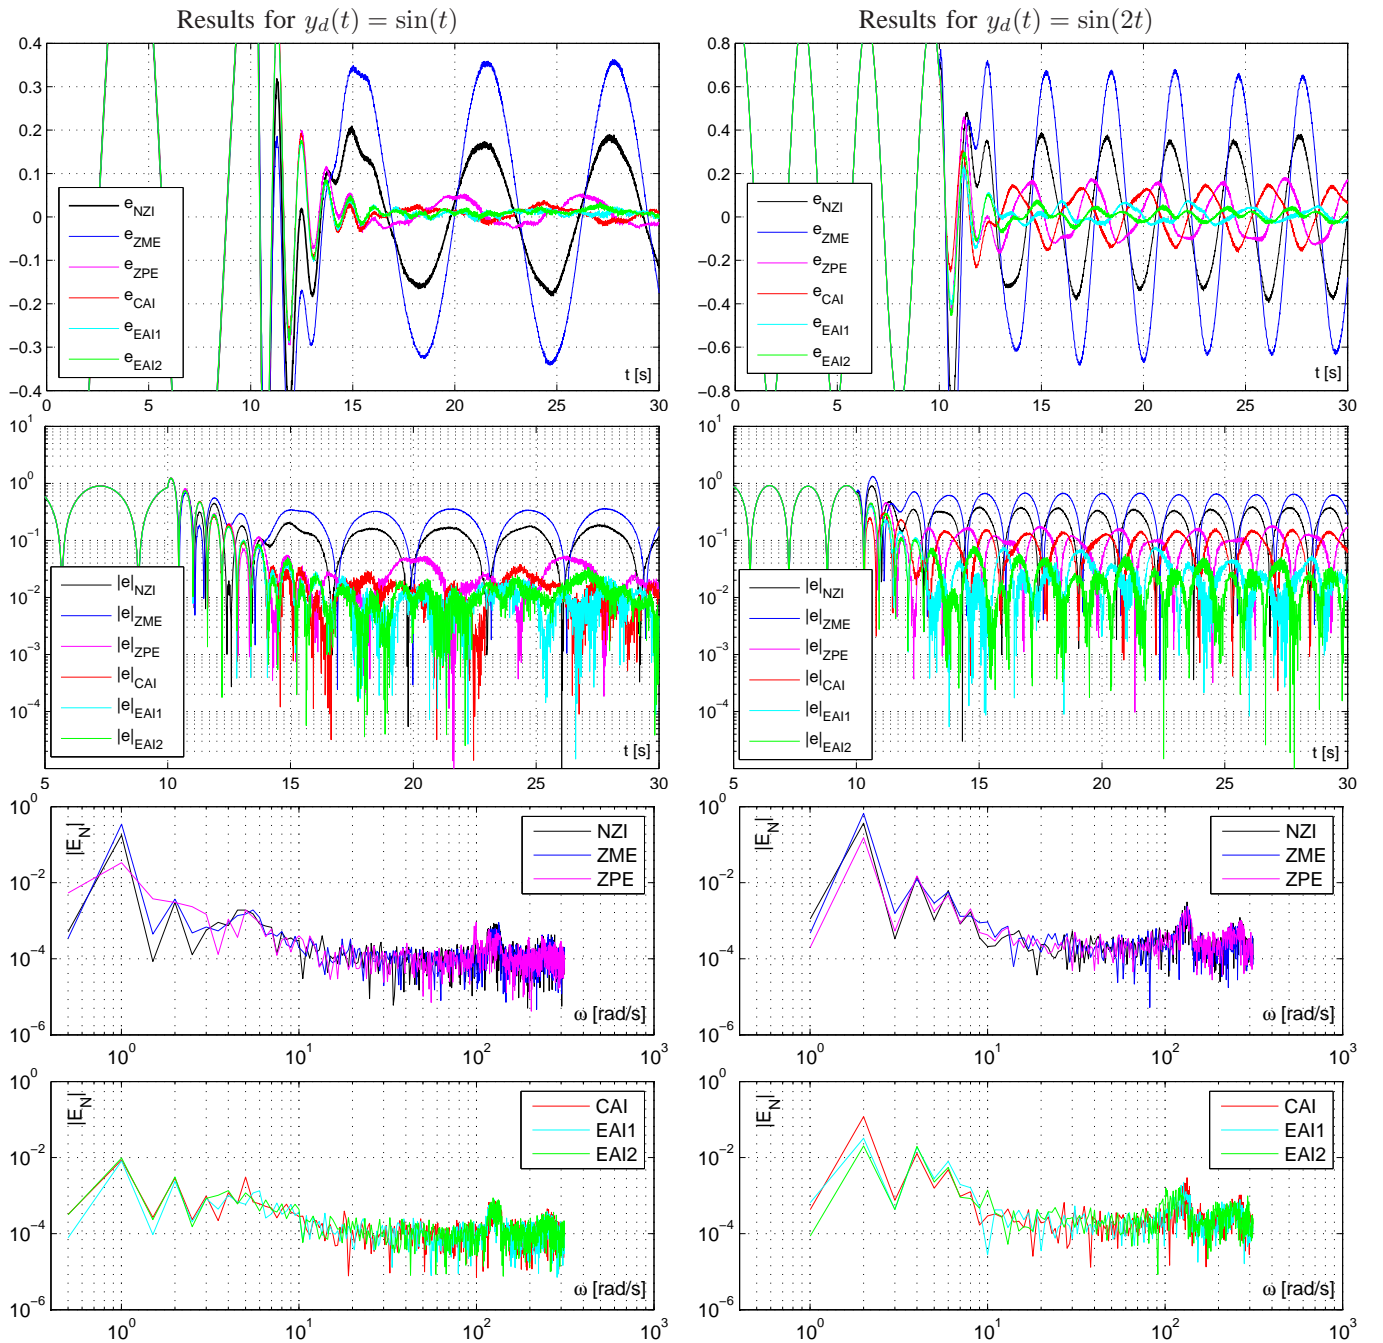 Results for y_d(t) = sin(t)
0.4
0.3
0.2
0.1
0
−0.1
−0.2
−0.3
−0.4
e_NZI
e_ZME
e_ZPE
e_CAI
e_EAI1
e_EAI2
t [s]
0 5 10 15 20 25 30
Results for y_d(t) = sin(2t)
0.8
0.6
0.4
0.2
0
−0.2
−0.4
−0.6
−0.8
e_NZI
e_ZME
e_ZPE
e_CAI
e_EAI1
e_EAI2
t [s]
0 5 10 15 20 25 30
10^1
10^0
10^−1
10^−2
10^−3
10^−4
|e|_NZI
|e|_ZME
|e|_ZPE
|e|_CAI
|e|_EAI1
|e|_EAI2
t [s]
5 10 15 20 25 30
10^1
10^0
10^−1
10^−2
10^−3
10^−4
|e|_NZI
|e|_ZME
|e|_ZPE
|e|_CAI
|e|_EAI1
|e|_EAI2
t [s]
5 10 15 20 25 30
10^0
10^−2
10^−4
10^−6
|E_N|
NZI
ZME
ZPE
ω [rad/s]
10^0 10^1 10^2 10^3
10^0
10^−2
10^−4
10^−6
|E_N|
NZI
ZME
ZPE
ω [rad/s]
10^0 10^1 10^2 10^3
10^0
10^−2
10^−4
10^−6
|E_N|
CAI
EAI1
EAI2
ω [rad/s]
10^0 10^1 10^2 10^3
10^0
10^−2
10^−4
10^−6
|E_N|
CAI
EAI1
EAI2
ω [rad/s]
10^0 10^1 10^2 10^3